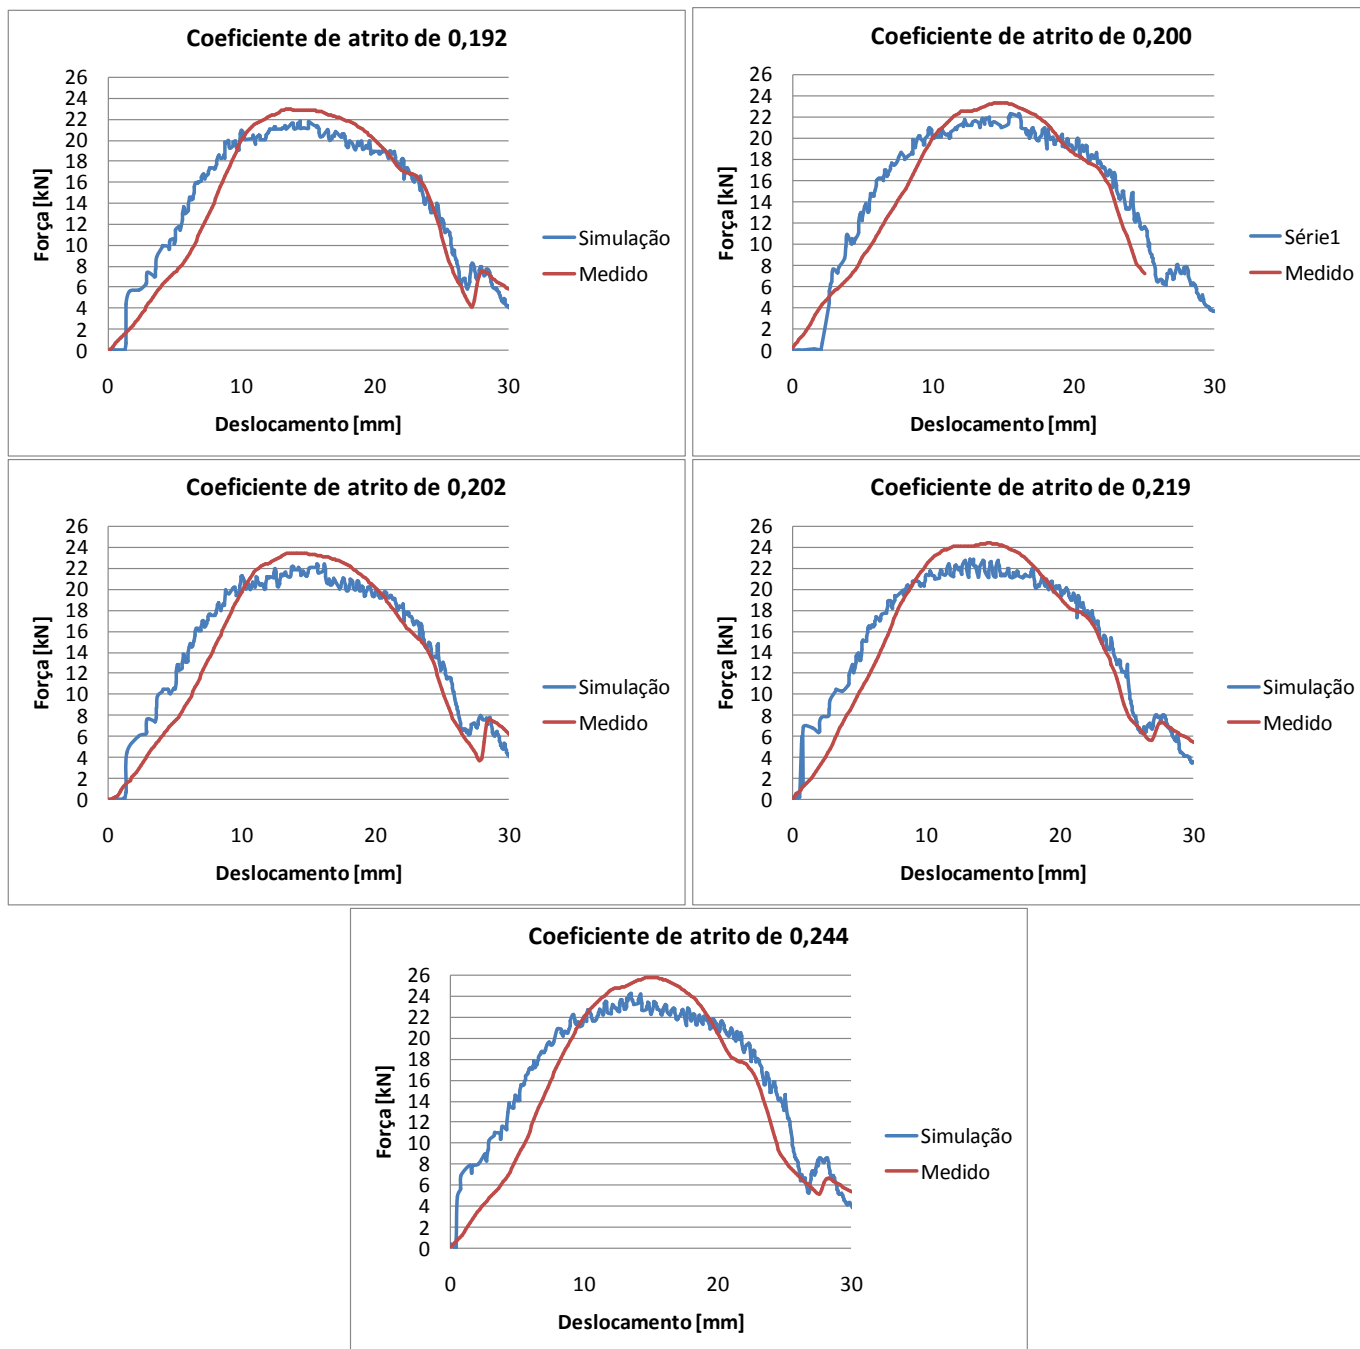 Coeficiente de atrito de 0,192
26
24
22
20
18
16
14
12
10
8
6
4
2
0
Força [kN]
0 10 20 30
Deslocamento [mm]
Simulação
Medido
Coeficiente de atrito de 0,200
26
24
22
20
18
16
14
12
10
8
6
4
2
0
Força [kN]
0 10 20 30
Deslocamento [mm]
Série1
Medido
Coeficiente de atrito de 0,202
26
24
22
20
18
16
14
12
10
8
6
4
2
0
Força [kN]
0 10 20 30
Deslocamento [mm]
Simulação
Medido
Coeficiente de atrito de 0,219
26
24
22
20
18
16
14
12
10
8
6
4
2
0
Força [kN]
0 10 20 30
Deslocamento [mm]
Simulação
Medido
Coeficiente de atrito de 0,244
26
24
22
20
18
16
14
12
10
8
6
4
2
0
Força [kN]
0 10 20 30
Deslocamento [mm]
Simulação
Medido